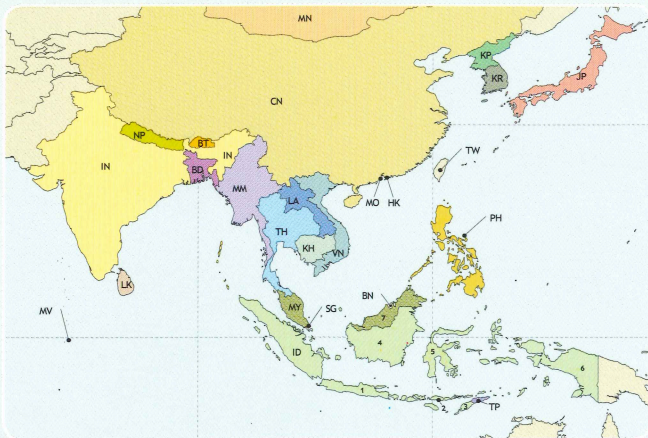 MN
KP
CN
KR
JP
NP
BT
IN
IN
BD
TW
MM
MO
HK
LA
TH
PH
KH
VN
LK
BN
MV
MY
SG
7
ID
4
5
6
1
2
3
TP